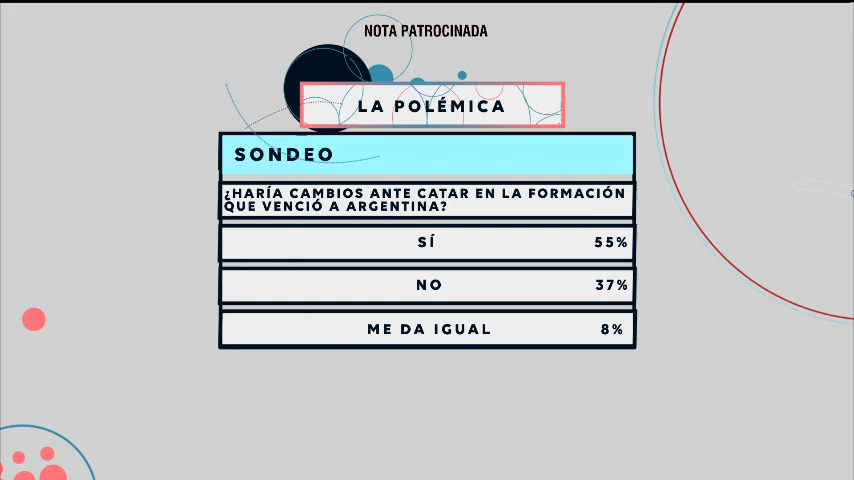 NOTA PATROCINADA
LA POLÉMICA
SONDEO
¿HARÍA CAMBIOS ANTE CATAR EN LA FORMACIÓN
QUE VENCIÓ A ARGENTINA?
SÍ 55%
NO 37%
ME DA IGUAL 8%